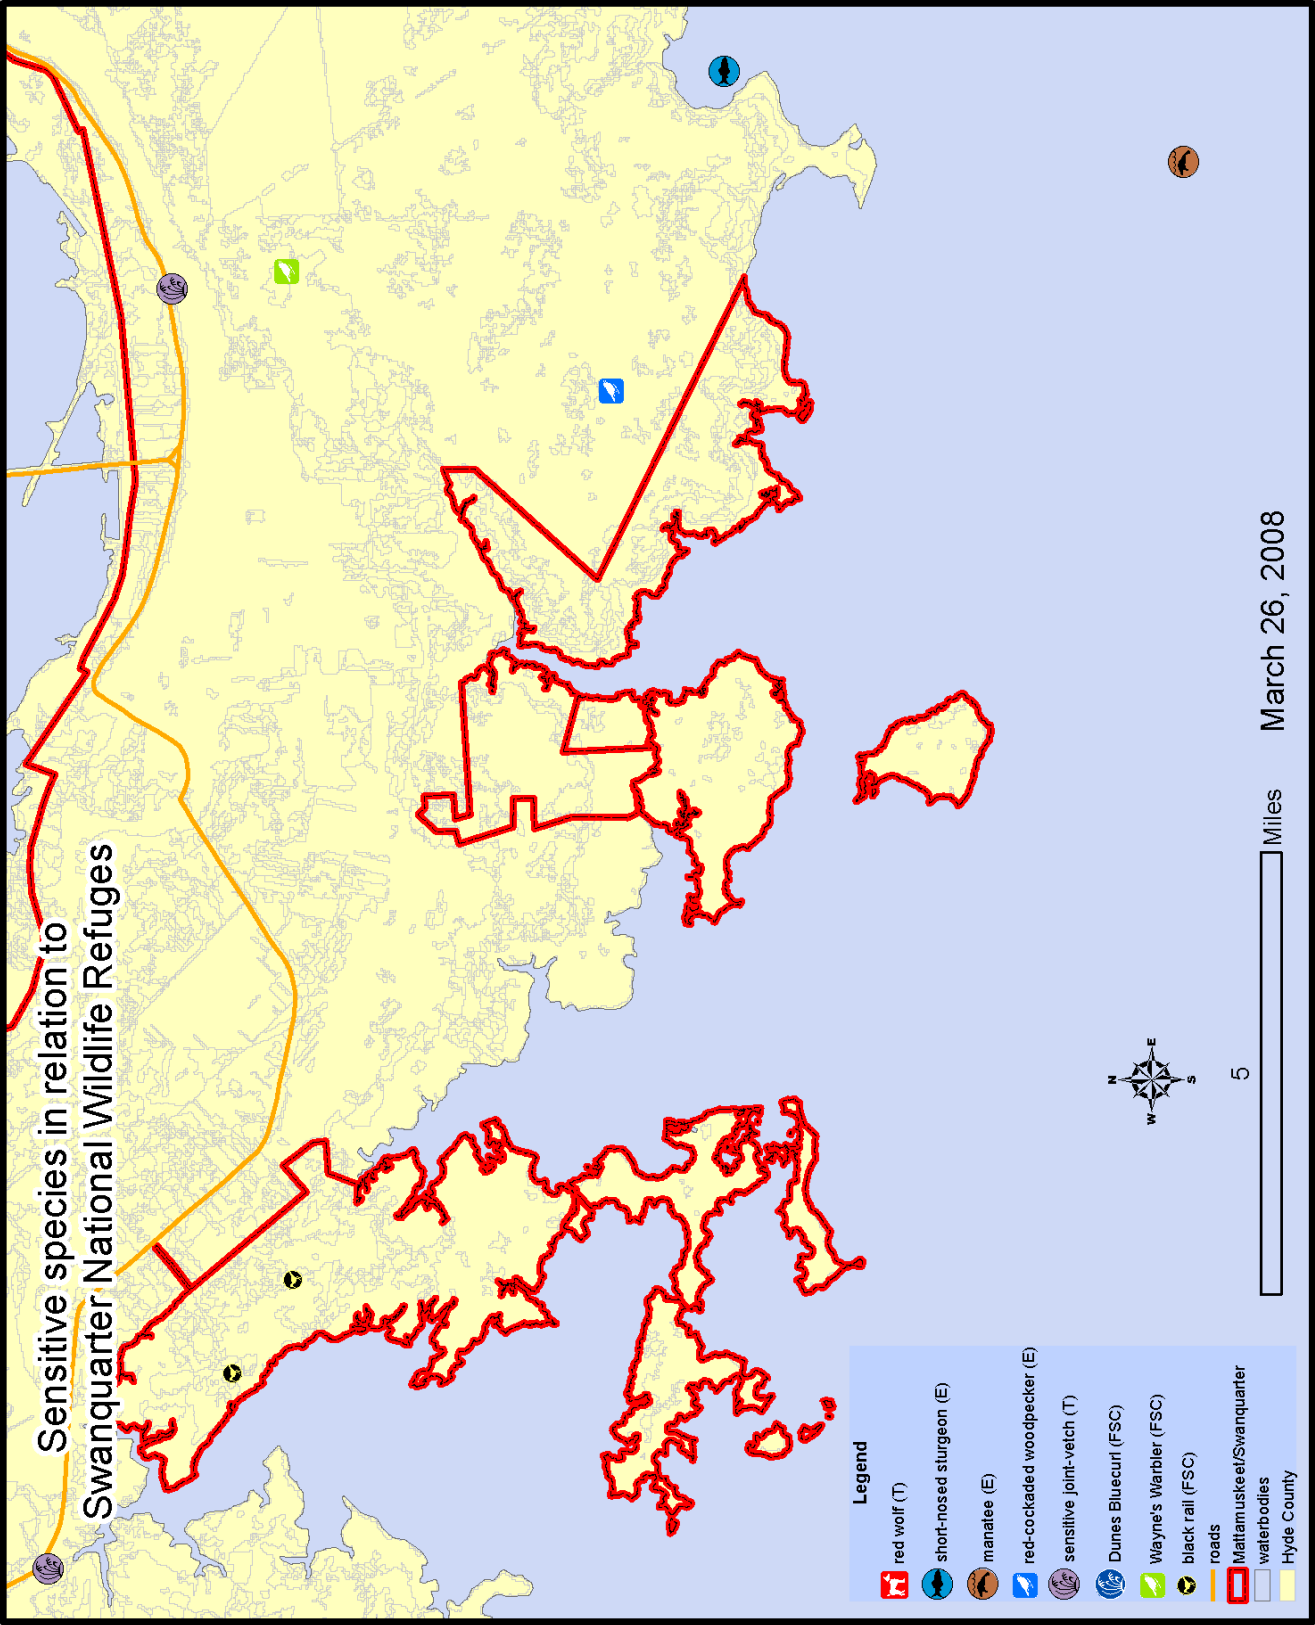 Sensitive species in relation to
Swanquarter National Wildlife Refuges
Legend
red wolf (T)
short-nosed sturgeon (E)
manatee (E)
red-cockaded woodpecker (E)
sensitive joint-vetch (T)
Dunes Bluecurl (FSC)
Wayne's Warbler (FSC)
black rail (FSC)
roads
Mattamuskeet/Swanquarter
waterbodies
Hyde County
N
W
E
S
5
Miles
March 26, 2008